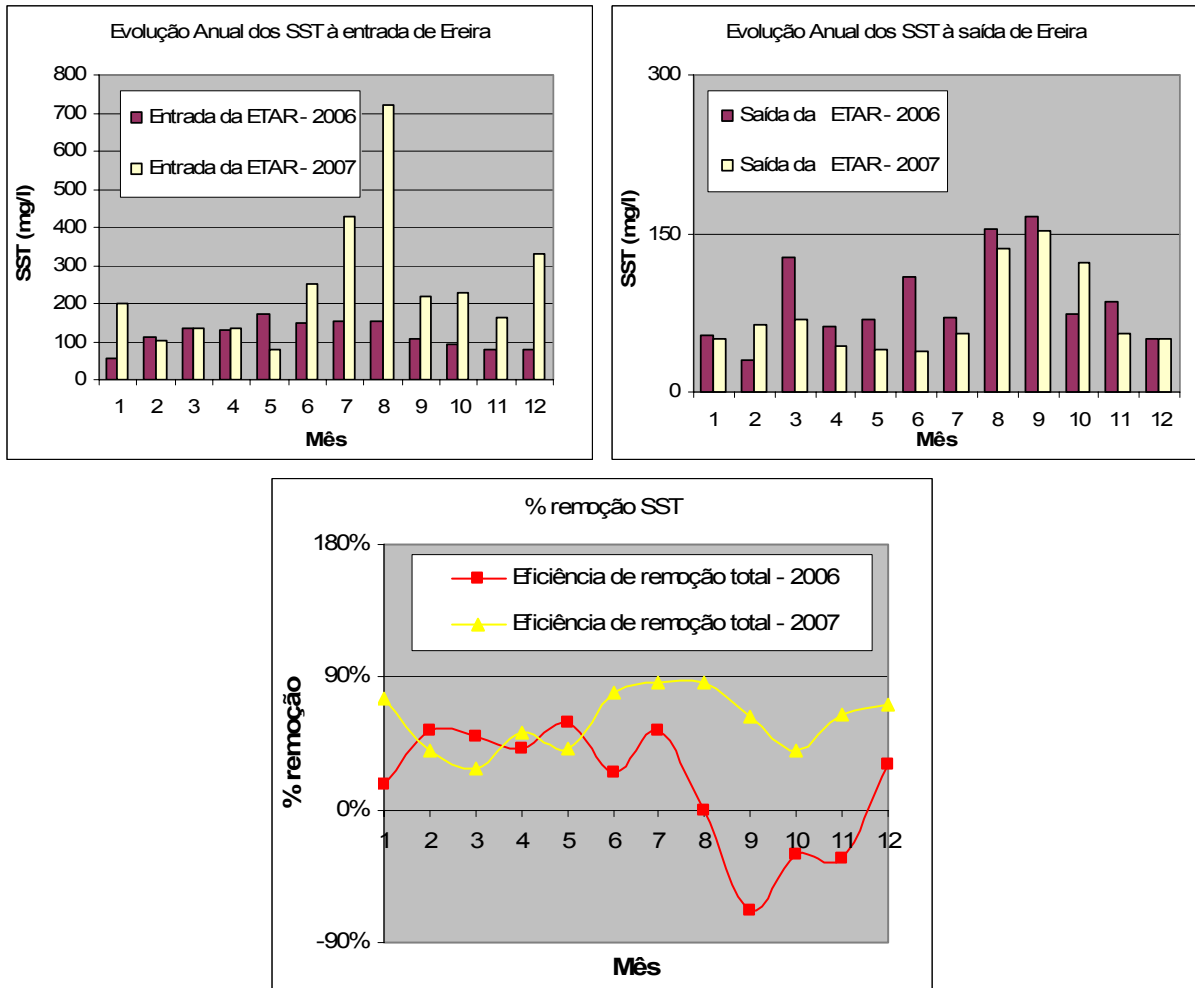 Evolução Anual dos SST à entrada de Ereira
800
700
600
500
400
300
200
100
0
SST (mg/l)
Entrada da ETAR - 2006
Entrada da ETAR - 2007
1 2 3 4 5 6 7 8 9 10 11 12
Mês
Evolução Anual dos SST à saída de Ereira
300
150
0
SST (mg/l)
Saída da ETAR - 2006
Saída da ETAR - 2007
1 2 3 4 5 6 7 8 9 10 11 12
Mês
% remoção SST
180%
90%
0%
-90%
% remoção
Eficiência de remoção total - 2006
Eficiência de remoção total - 2007
1 2 3 4 5 6 7 8 9 10 11 12
Mês